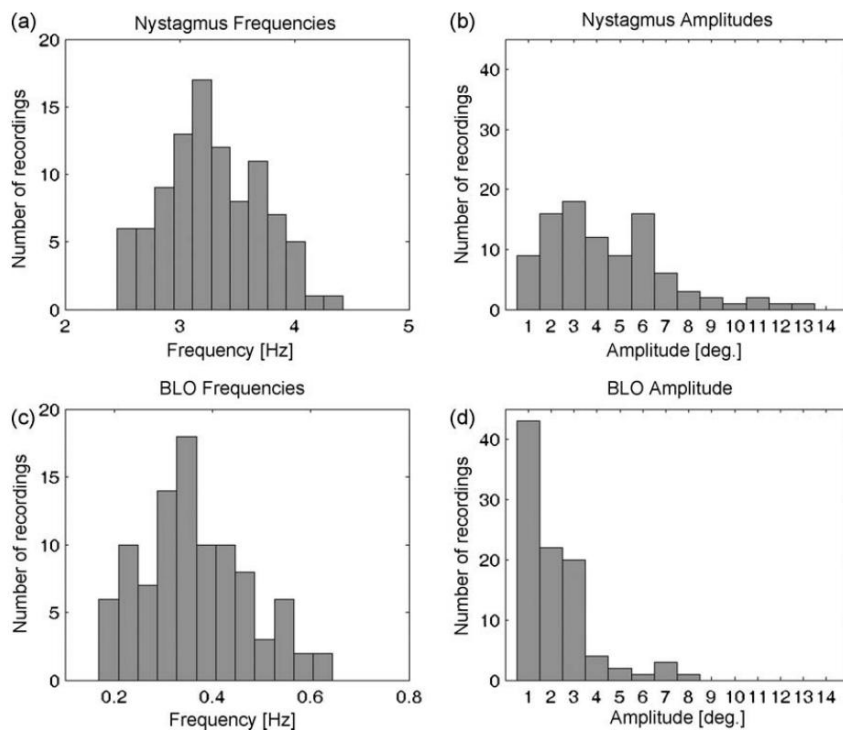 (a)
Nystagmus Frequencies
Number of recordings
20
15
10
5
0
2 3 4 5
Frequency [Hz]
(b)
Nystagmus Amplitudes
Number of recordings
40
30
20
10
0
1 2 3 4 5 6 7 8 9 10 11 12 13 14
Amplitude [deg.]
(c)
BLO Frequencies
Number of recordings
20
15
10
5
0
0.2 0.4 0.6 0.8
Frequency [Hz]
(d)
BLO Amplitude
Number of recordings
40
30
20
10
0
1 2 3 4 5 6 7 8 9 10 11 12 13 14
Amplitude [deg.]